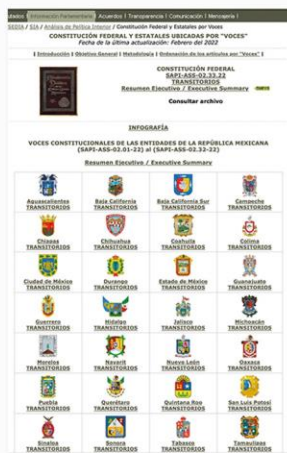 Información Parlamentaria | Acuerdos | Transparencia | Comunicación | Mensajería |
SEDIA / SIA / Análisis de Política Interior / Constitución Federal y Estatales por Voces
CONSTITUCIÓN FEDERAL Y ESTATALES UBICADAS POR "VOCES"
Fecha de la última actualización: Febrero del 2022
| Introducción | Objetivo General | Metodología | Ordenación de los artículos por "Voces" |
CONSTITUCIÓN FEDERAL
SAPI-ASS-02.33.22
TRANSITORIOS
Resumen Ejecutivo / Executive Summary
Consultar archivo
INFOGRAFÍA
VOCES CONSTITUCIONALES DE LAS ENTIDADES DE LA REPÚBLICA MEXICANA
(SAPI-ASS-02.01-22) al (SAPI-ASS-02.32-22)
Resumen Ejecutivo / Executive Summary
Aguascalientes Baja California Baja California Sur Campeche
TRANSITORIOS TRANSITORIOS TRANSITORIOS TRANSITORIOS
Chiapas Chihuahua Coahuila Colima
TRANSITORIOS TRANSITORIOS TRANSITORIOS TRANSITORIOS
Ciudad de México Durango Estado de México Guanajuato
TRANSITORIOS TRANSITORIOS TRANSITORIOS TRANSITORIOS
Guerrero Hidalgo Jalisco Michoacán
TRANSITORIOS TRANSITORIOS TRANSITORIOS TRANSITORIOS
Morelos Nayarit Nuevo León Oaxaca
TRANSITORIOS TRANSITORIOS TRANSITORIOS TRANSITORIOS
Puebla Querétaro Quintana Roo San Luis Potosí
TRANSITORIOS TRANSITORIOS TRANSITORIOS TRANSITORIOS
Sinaloa Sonora Tabasco Tamaulipas
TRANSITORIOS TRANSITORIOS TRANSITORIOS TRANSITORIOS